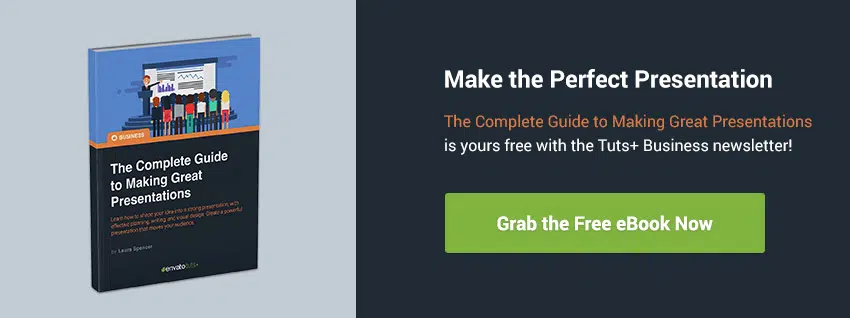 BUSINESS
The Complete Guide
to Making Great
Presentations
Learn how to shape your idea into a strong presentation, with
effective planning, writing, and visual design. Create a powerful
presentation that moves your audience.
by Laura Spencer
envatotuts+
Make the Perfect Presentation
The Complete Guide to Making Great Presentations
is yours free with the Tuts+ Business newsletter!
Grab the Free eBook Now